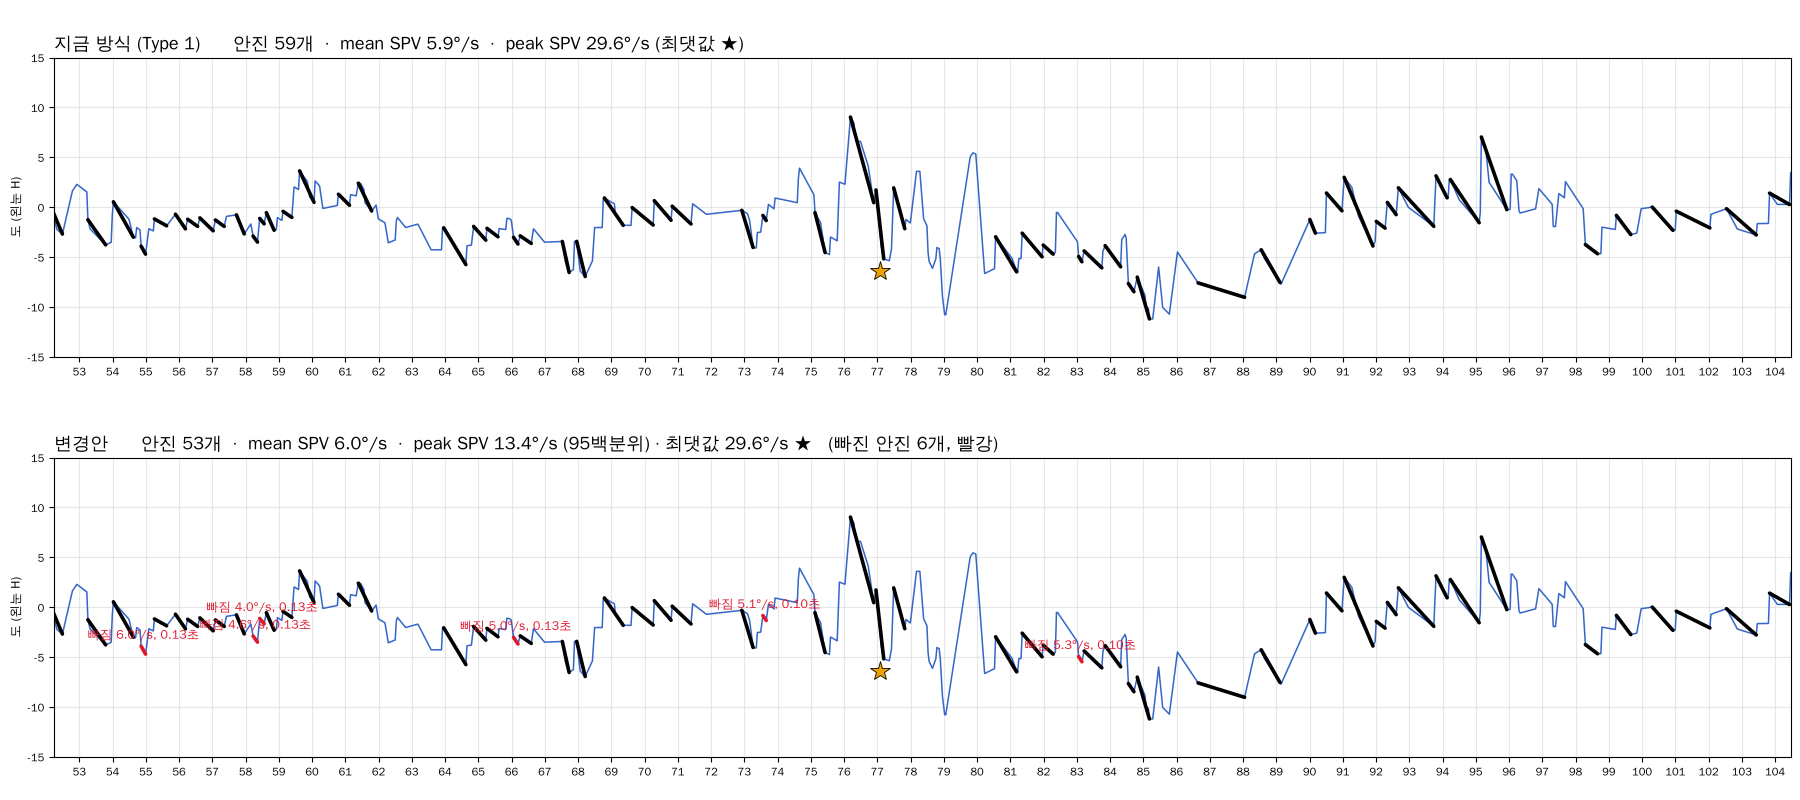 지금 방식 (Type 1)   안진 59개 · mean SPV 5.9°/s · peak SPV 29.6°/s (최댓값 ★)
15
10
5
0
-5
-10
-15
도 (왼눈 H)
53 54 55 56 57 58 59 60 61 62 63 64 65 66 67 68 69 70 71 72 73 74 75 76 77 78 79 80 81 82 83 84 85 86 87 88 89 90 91 92 93 94 95 96 97 98 99 100 101 102 103 104
변경안   안진 53개 · mean SPV 6.0°/s · peak SPV 13.4°/s (95백분위) · 최댓값 29.6°/s ★ (빠진 안진 6개, 빨강)
15
10
5
0
-5
-10
-15
도 (왼눈 H)
빠짐 6.0°/s, 0.13초
빠짐 4.6°/s, 0.13초
빠짐 4.0°/s, 0.13초
빠짐 5.0°/s, 0.13초
빠짐 5.1°/s, 0.10초
빠짐 5.3°/s, 0.10초
53 54 55 56 57 58 59 60 61 62 63 64 65 66 67 68 69 70 71 72 73 74 75 76 77 78 79 80 81 82 83 84 85 86 87 88 89 90 91 92 93 94 95 96 97 98 99 100 101 102 103 104